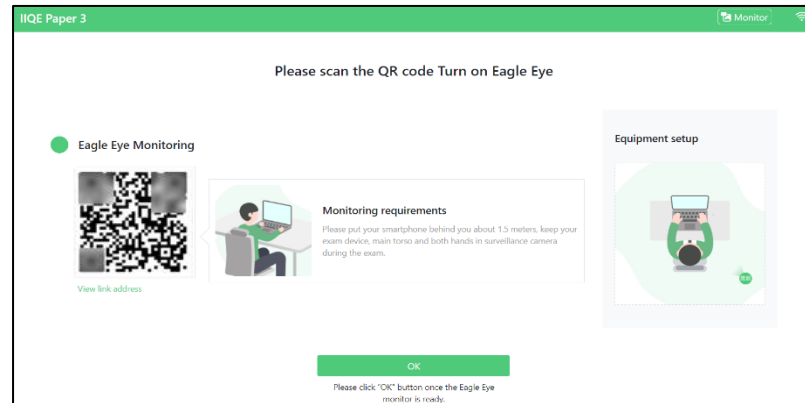 IIQE Paper 3
Monitor
Please scan the QR code Turn on Eagle Eye
Eagle Eye Monitoring
Equipment setup
Monitoring requirements
Please put your smartphone behind you about 1.5 meters, keep your
exam device, main torso and both hands in surveillance camera
during the exam.
View link address
OK
Please click "OK" button once the Eagle Eye
monitor is ready.